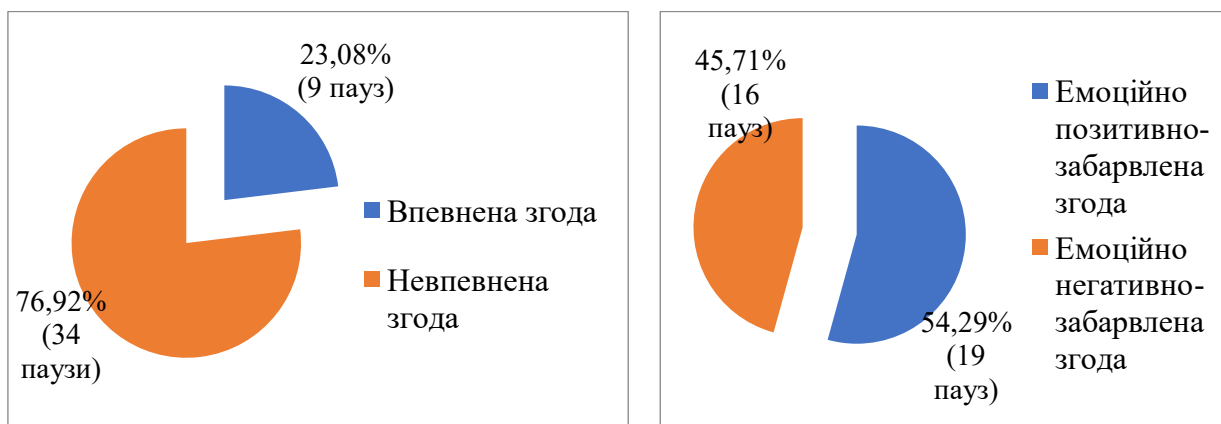 23,08%
(9 пауз)
Впевнена згода
Невпевнена
згода
76,92%
(34
паузи)
45,71%
(16
пауз)
Емоційно
позитивно-
забарвлена
згода
Емоційно
негативно-
забарвлена
згода
54,29%
(19
пауз)